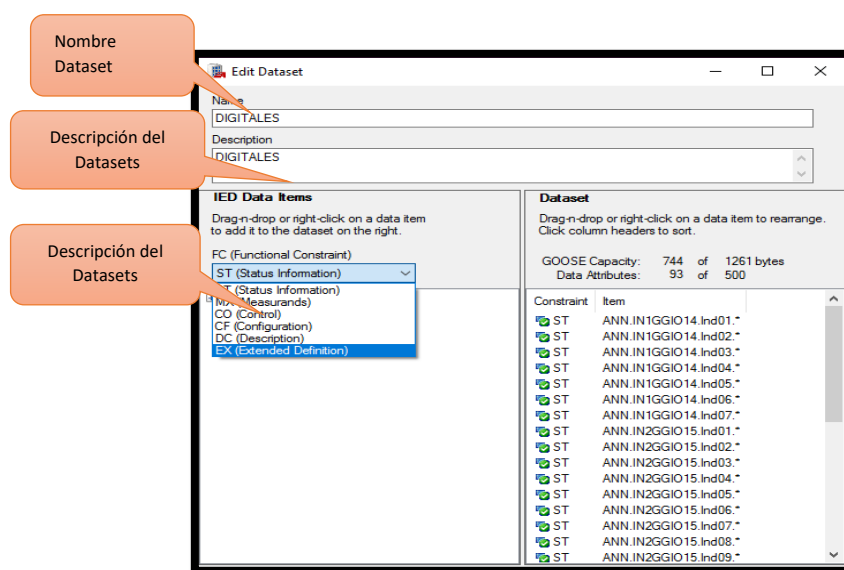 Nombre
Dataset
Edit Dataset
Name
DIGITALES
Descripción del
Datasets
Description
DIGITALES
IED Data Items
Drag-n-drop or right-click on a data item
to add it to the dataset on the right.
Descripción del
Datasets
FC (Functional Constraint)
ST (Status Information)
ST (Status Information)
MX (Measurands)
CO (Control)
CF (Configuration)
DC (Description)
EX (Extended Definition)
Dataset
Drag-n-drop or right-click on a data item to rearrange.
Click column headers to sort.
GOOSE Capacity: 744 of 1261 bytes
Data Attributes: 93 of 500
Constraint Item
ST ANN.IN1GGIO14.Ind01.*
ST ANN.IN1GGIO14.Ind02.*
ST ANN.IN1GGIO14.Ind03.*
ST ANN.IN1GGIO14.Ind04.*
ST ANN.IN1GGIO14.Ind05.*
ST ANN.IN1GGIO14.Ind06.*
ST ANN.IN1GGIO14.Ind07.*
ST ANN.IN2GGIO15.Ind01.*
ST ANN.IN2GGIO15.Ind02.*
ST ANN.IN2GGIO15.Ind03.*
ST ANN.IN2GGIO15.Ind04.*
ST ANN.IN2GGIO15.Ind05.*
ST ANN.IN2GGIO15.Ind06.*
ST ANN.IN2GGIO15.Ind07.*
ST ANN.IN2GGIO15.Ind08.*
ST ANN.IN2GGIO15.Ind09.*